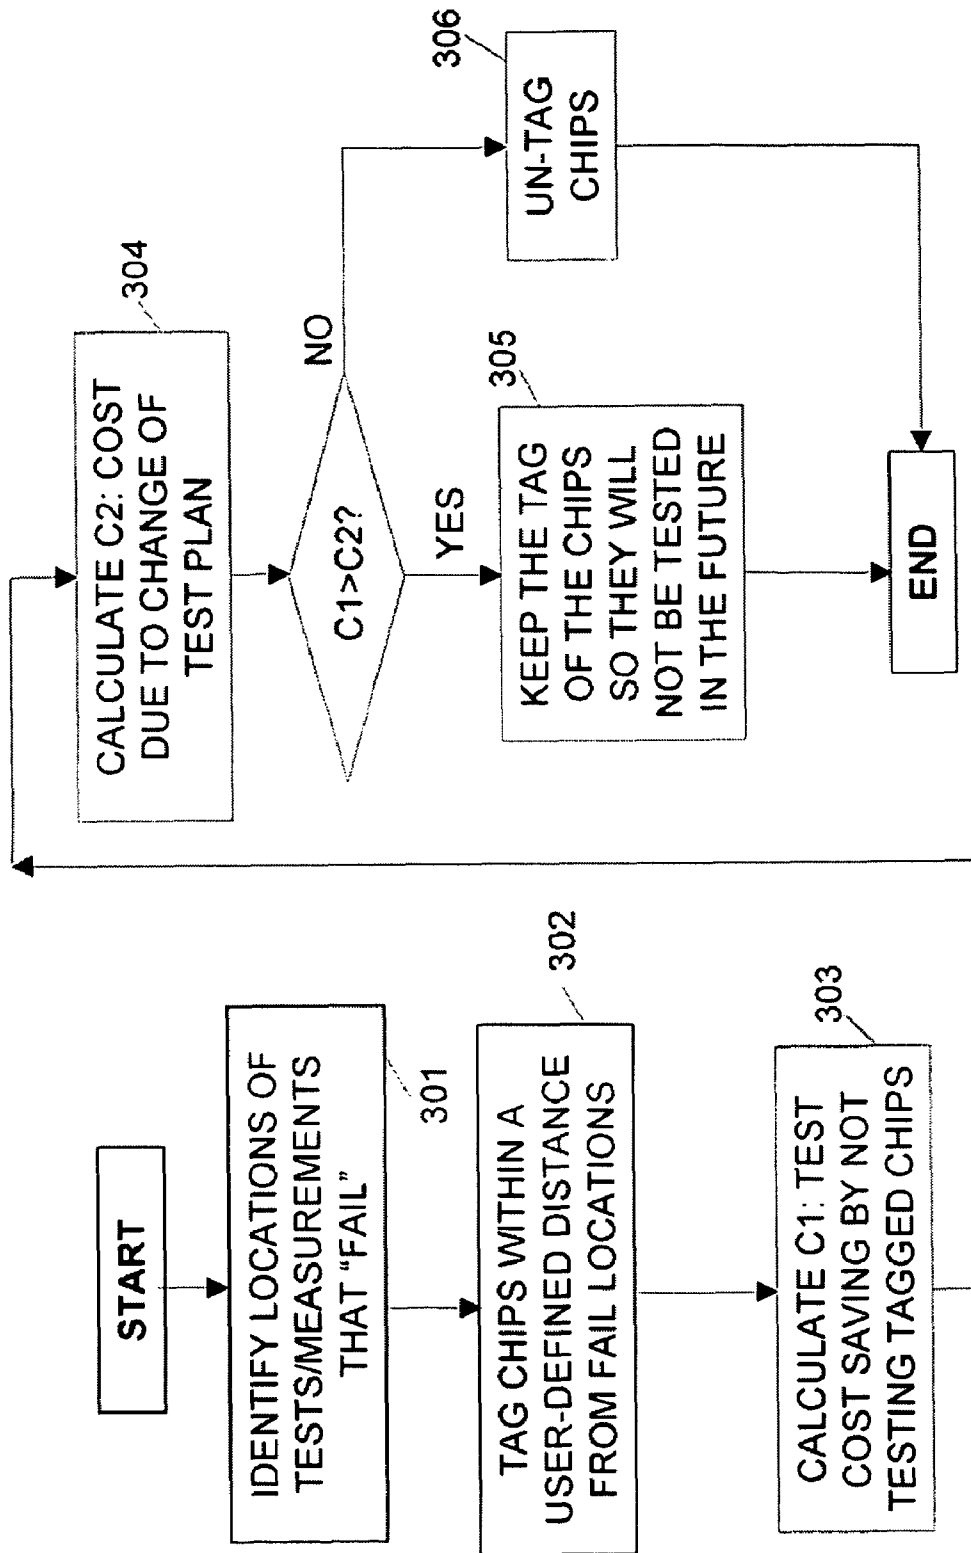 START
IDENTIFY LOCATIONS OF
TESTS/MEASUREMENTS
THAT "FAIL"
301
TAG CHIPS WITHIN A
USER-DEFINED DISTANCE
FROM FAIL LOCATIONS
302
CALCULATE C1: TEST
COST SAVING BY NOT
TESTING TAGGED CHIPS
303
CALCULATE C2: COST
DUE TO CHANGE OF
TEST PLAN
304
C1>C2?
NO
YES
KEEP THE TAG
OF THE CHIPS
SO THEY WILL
NOT BE TESTED
IN THE FUTURE
305
UN-TAG
CHIPS
306
END